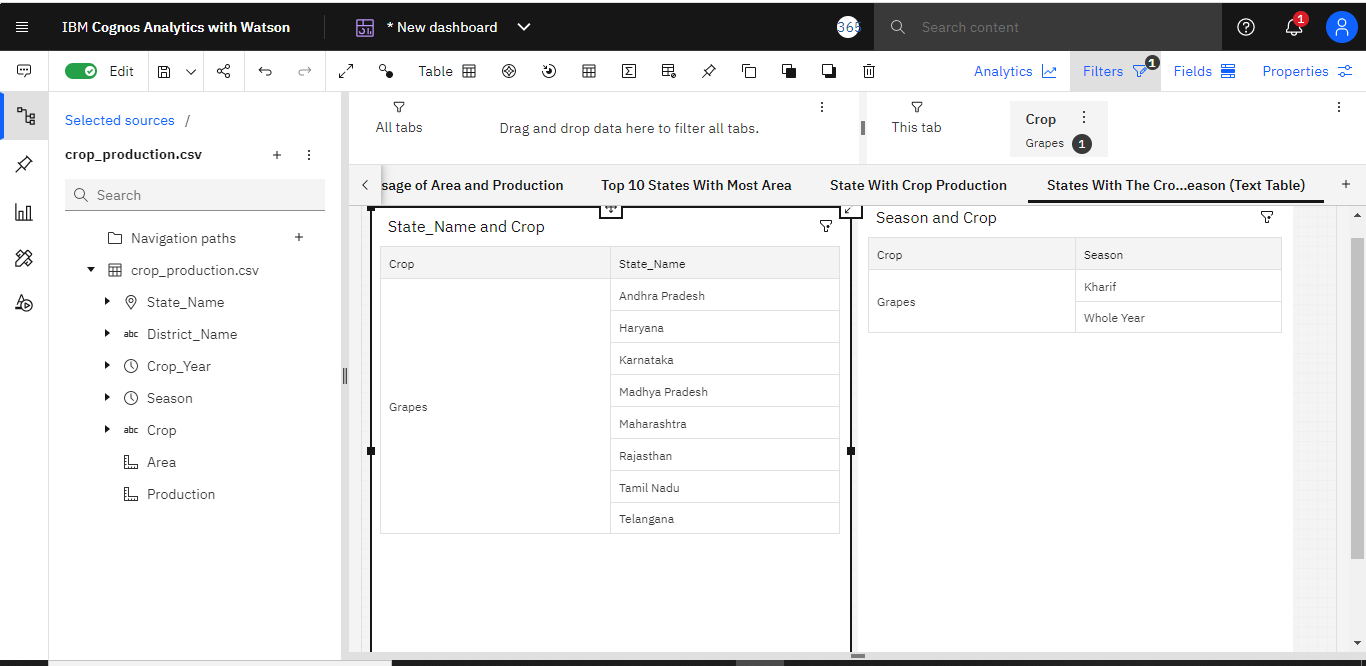 IBM Cognos Analytics with Watson
* New dashboard
365
Search content
1
Edit
Table
Analytics
Filters
1
Fields
Properties
Selected sources /
crop_production.csv
Search
Navigation paths
crop_production.csv
State_Name
abc District_Name
Crop_Year
Season
abc Crop
Area
Production
All tabs
Drag and drop data here to filter all tabs.
This tab
Crop
Grapes 1
sage of Area and Production
Top 10 States With Most Area
State With Crop Production
States With The Cro...eason (Text Table)
State_Name and Crop
Crop State_Name
Grapes
Andhra Pradesh
Haryana
Karnataka
Madhya Pradesh
Maharashtra
Rajasthan
Tamil Nadu
Telangana
Season and Crop
Crop Season
Grapes
Kharif
Whole Year